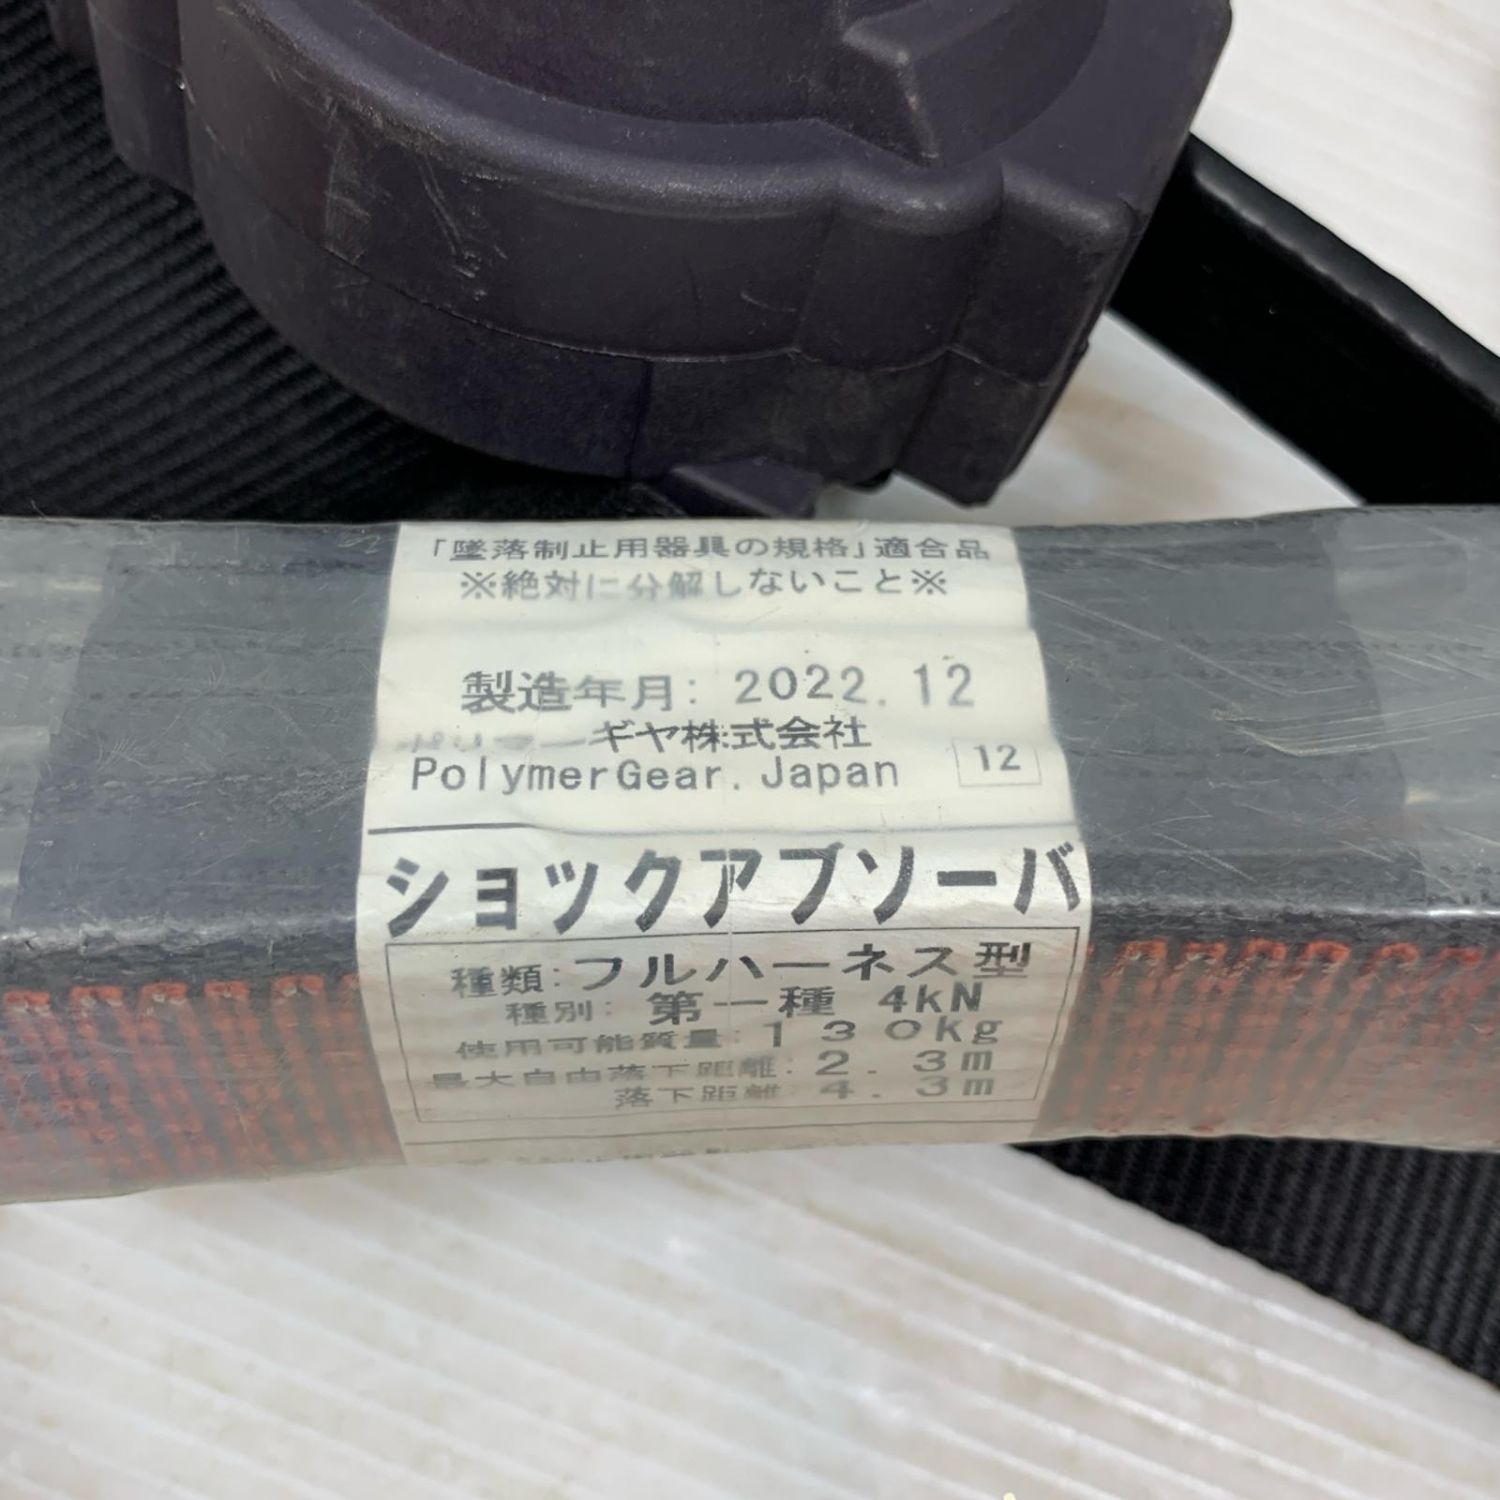 「墜落制止用器具の規格」適合品
※絶対に分解しないこと※
製造年月: 2022.12
ポリマーギヤ株式会社
PolymerGear. Japan
12
ショックアブソーバ
種類: フルハーネス型
種別: 第一種 4kN
使用可能質量: 130kg
最大自由落下距離: 2.3m
落下距離: 4.3m